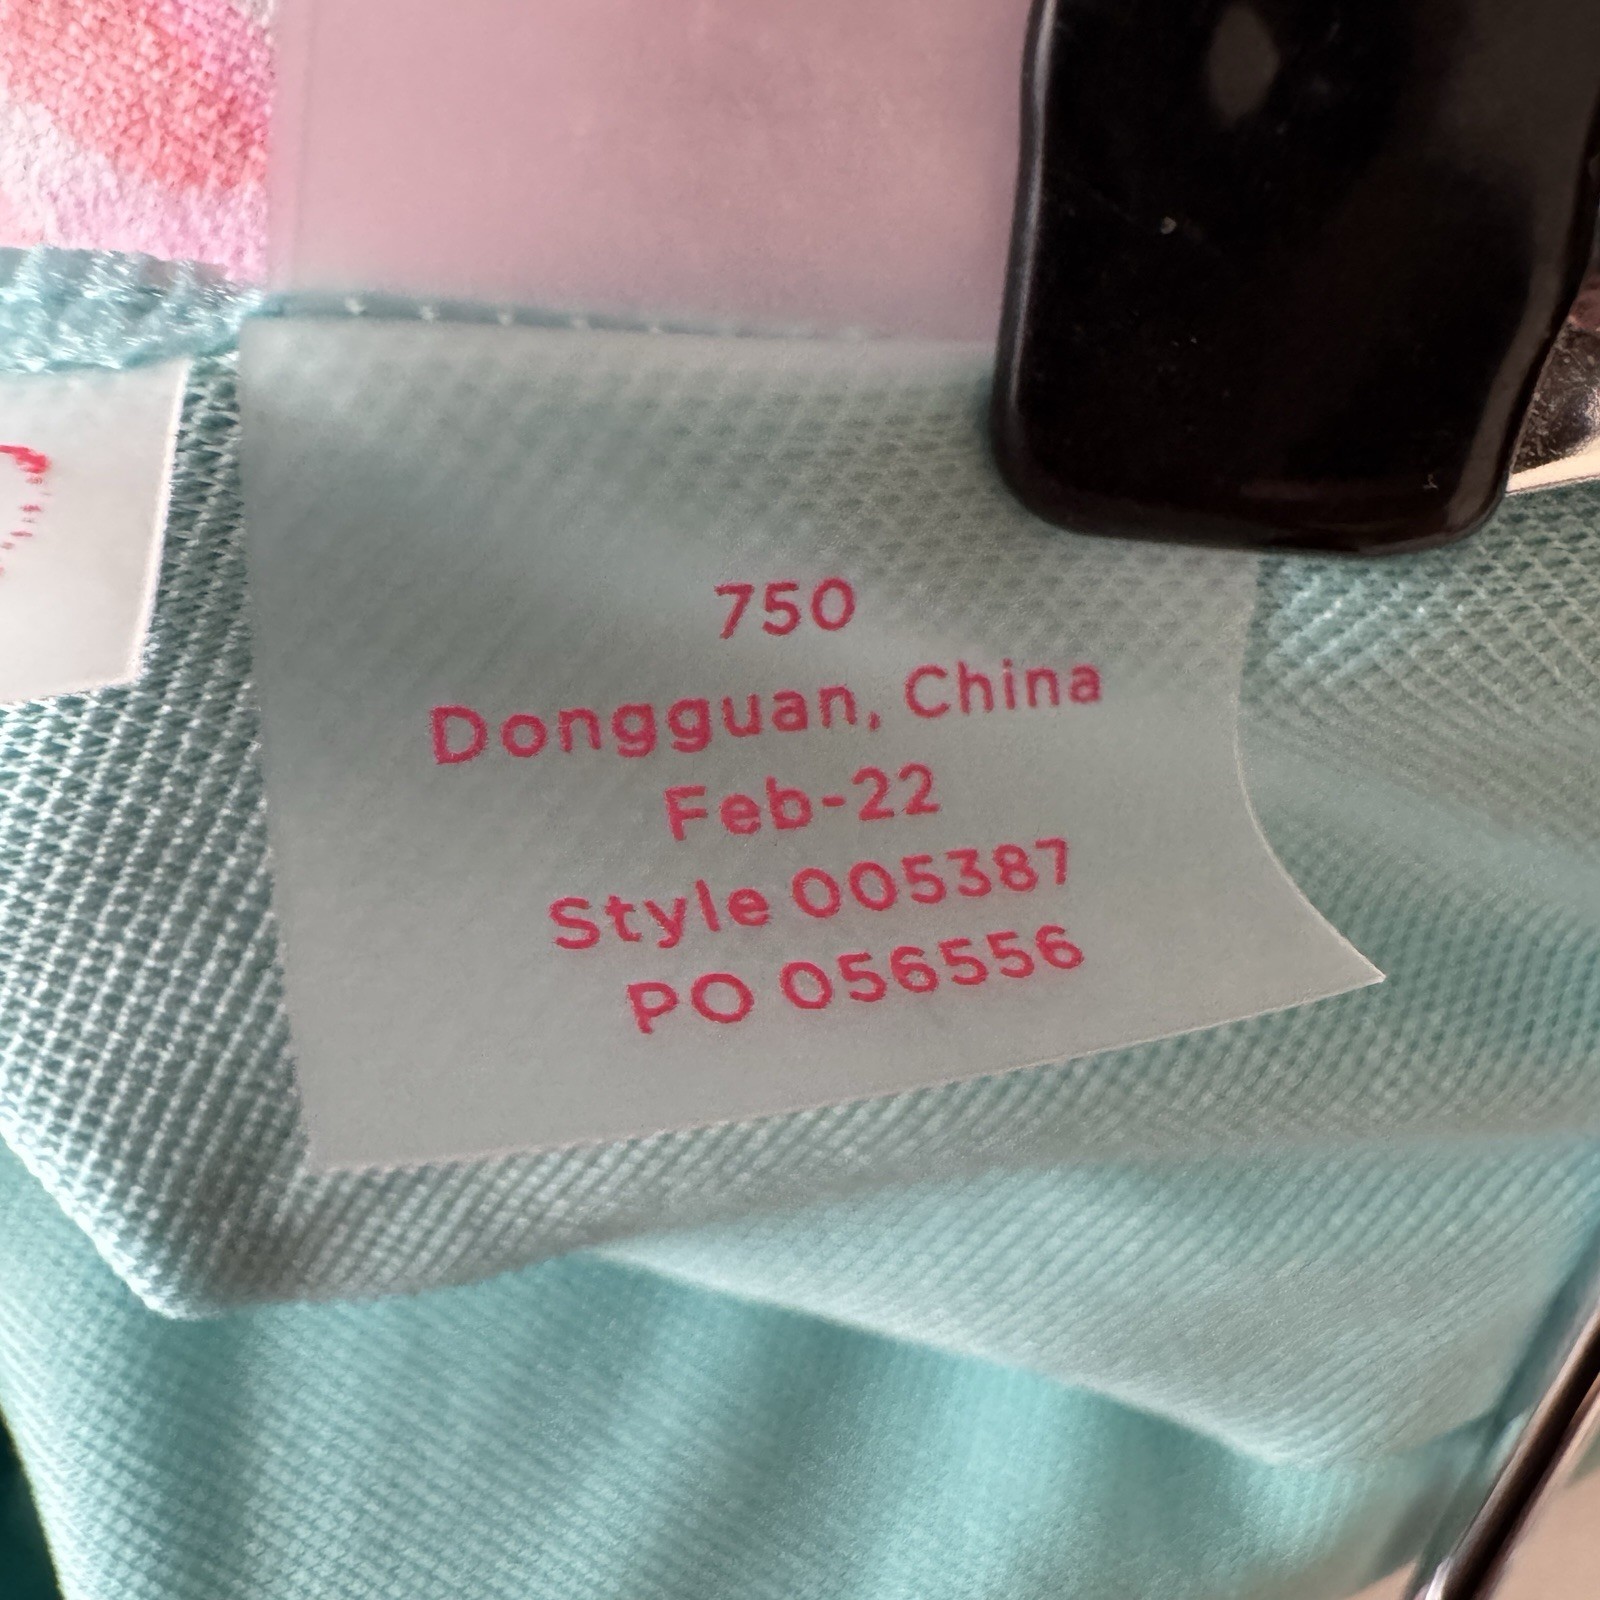 750
Dongguan, China
Feb-22
Style 005387
PO 056556